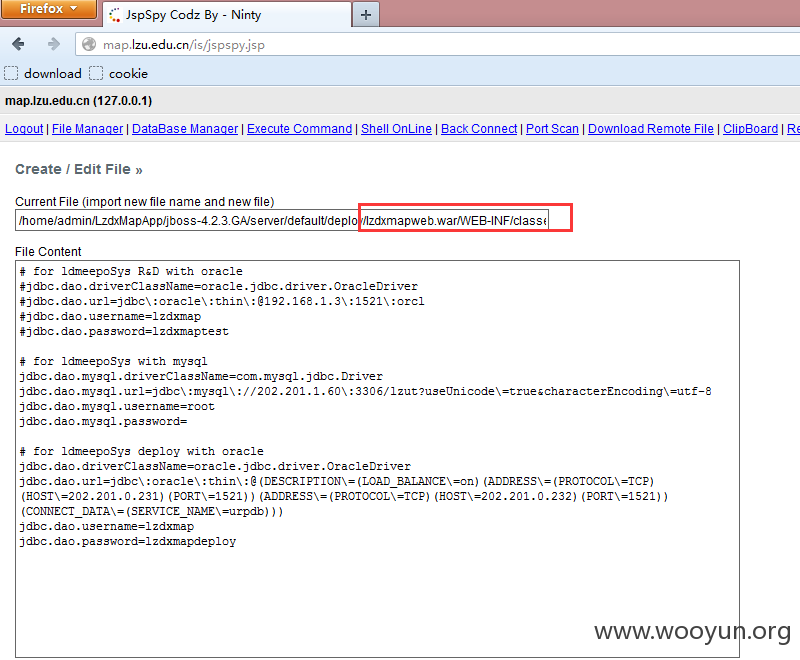 Firefox
JspSpy Codz By - Ninty
map.lzu.edu.cn/is/jspspy.jsp
download cookie
map.lzu.edu.cn (127.0.0.1)
Logout | File Manager | DataBase Manager | Execute Command | Shell OnLine | Back Connect | Port Scan | Download Remote File | ClipBoard | Re
Create / Edit File »
Current File (import new file name and new file)
/home/admin/LzdxMapApp/jboss-4.2.3.GA/server/default/deploy/lzdxmapweb.war/WEB-INF/classe
File Content
# for ldmeepoSys R&D with oracle
#jdbc.dao.driverClassName=oracle.jdbc.driver.OracleDriver
#jdbc.dao.url=jdbc\:oracle\:thin\:@192.168.1.3\:1521\:orcl
#jdbc.dao.username=lzdxmap
#jdbc.dao.password=lzdxmaptest
# for ldmeepoSys with mysql
jdbc.dao.mysql.driverClassName=com.mysql.jdbc.Driver
jdbc.dao.mysql.url=jdbc\:mysql\://202.201.1.60\:3306/lzut?useUnicode\=true&characterEncoding\=utf-8
jdbc.dao.mysql.username=root
jdbc.dao.mysql.password=
# for ldmeepoSys deploy with oracle
jdbc.dao.driverClassName=oracle.jdbc.driver.OracleDriver
jdbc.dao.url=jdbc\:oracle\:thin\:@(DESCRIPTION\=(LOAD_BALANCE\=on)(ADDRESS\=(PROTOCOL\=TCP)
(HOST\=202.201.0.231)(PORT\=1521))(ADDRESS\=(PROTOCOL\=TCP)(HOST\=202.201.0.232)(PORT\=1521))
(CONNECT_DATA\=(SERVICE_NAME\=urpdb)))
jdbc.dao.username=lzdxmap
jdbc.dao.password=lzdxmapdeploy
www.wooyun.org